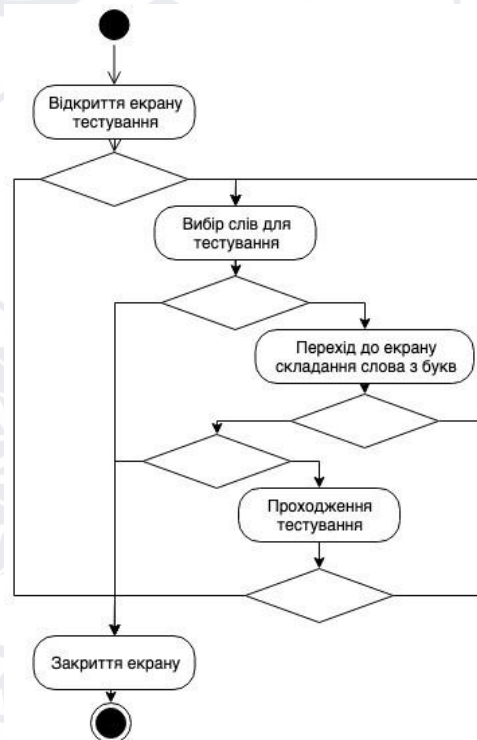 Відкриття екрану
тестування
Вибір слів для
тестування
Перехід до екрану
складання слова з букв
Проходження
тестування
Закриття екрану